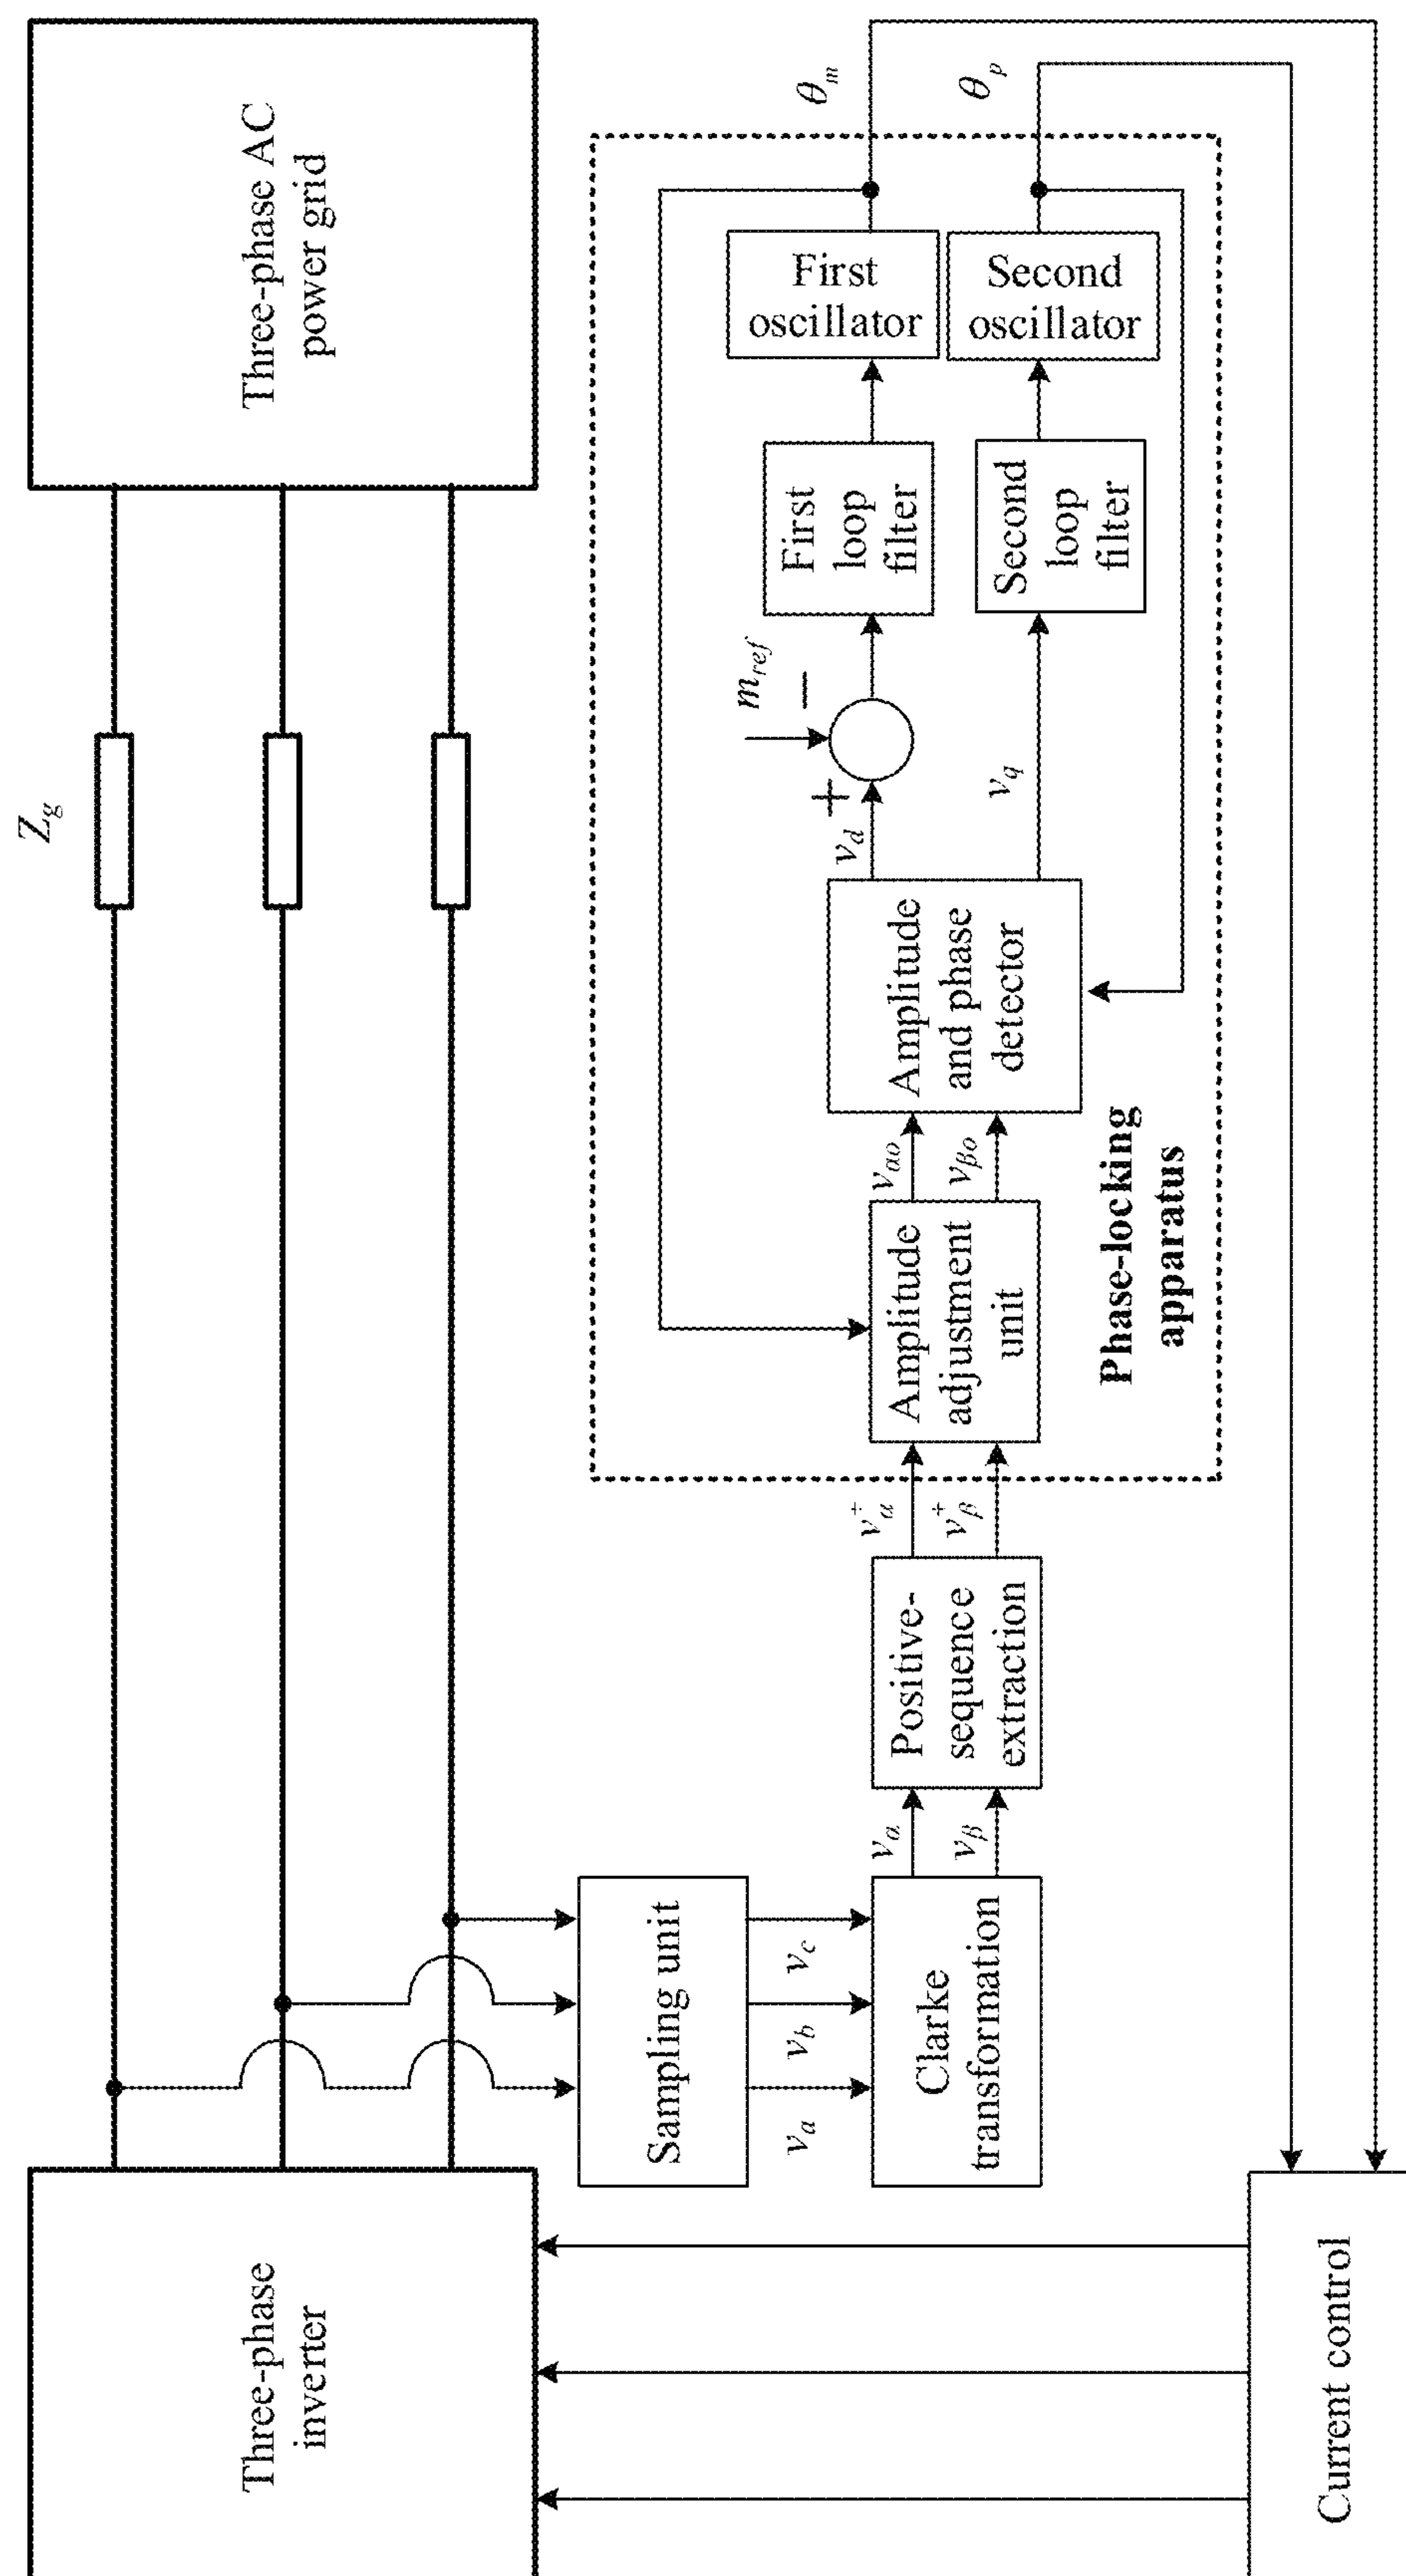 Z_g
Three-phase
inverter
Three-phase AC
power grid
Sampling unit
v_a
v_b
v_c
Clarke
transformation
v_α
v_β
Positive-
sequence
extraction
v_α^+
v_β^+
Amplitude
adjustment
unit
v_αo
v_βo
Amplitude
and phase
detector
v_d
+
m_ref
−
v_q
First
loop
filter
Second
loop
filter
First
oscillator
Second
oscillator
θ_m
θ_p
Phase-locking
apparatus
Current control